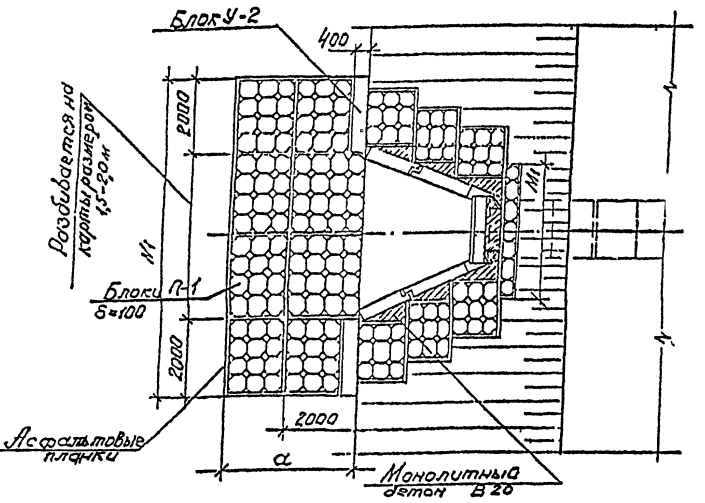 Блок У-2
400
Разбивается на
карты размером
1,5-2,0 м
2000
N1
M1
Блоки П-1
δ=100
2000
2000
a
Асфальтовые
планки
Монолитный
бетон В20